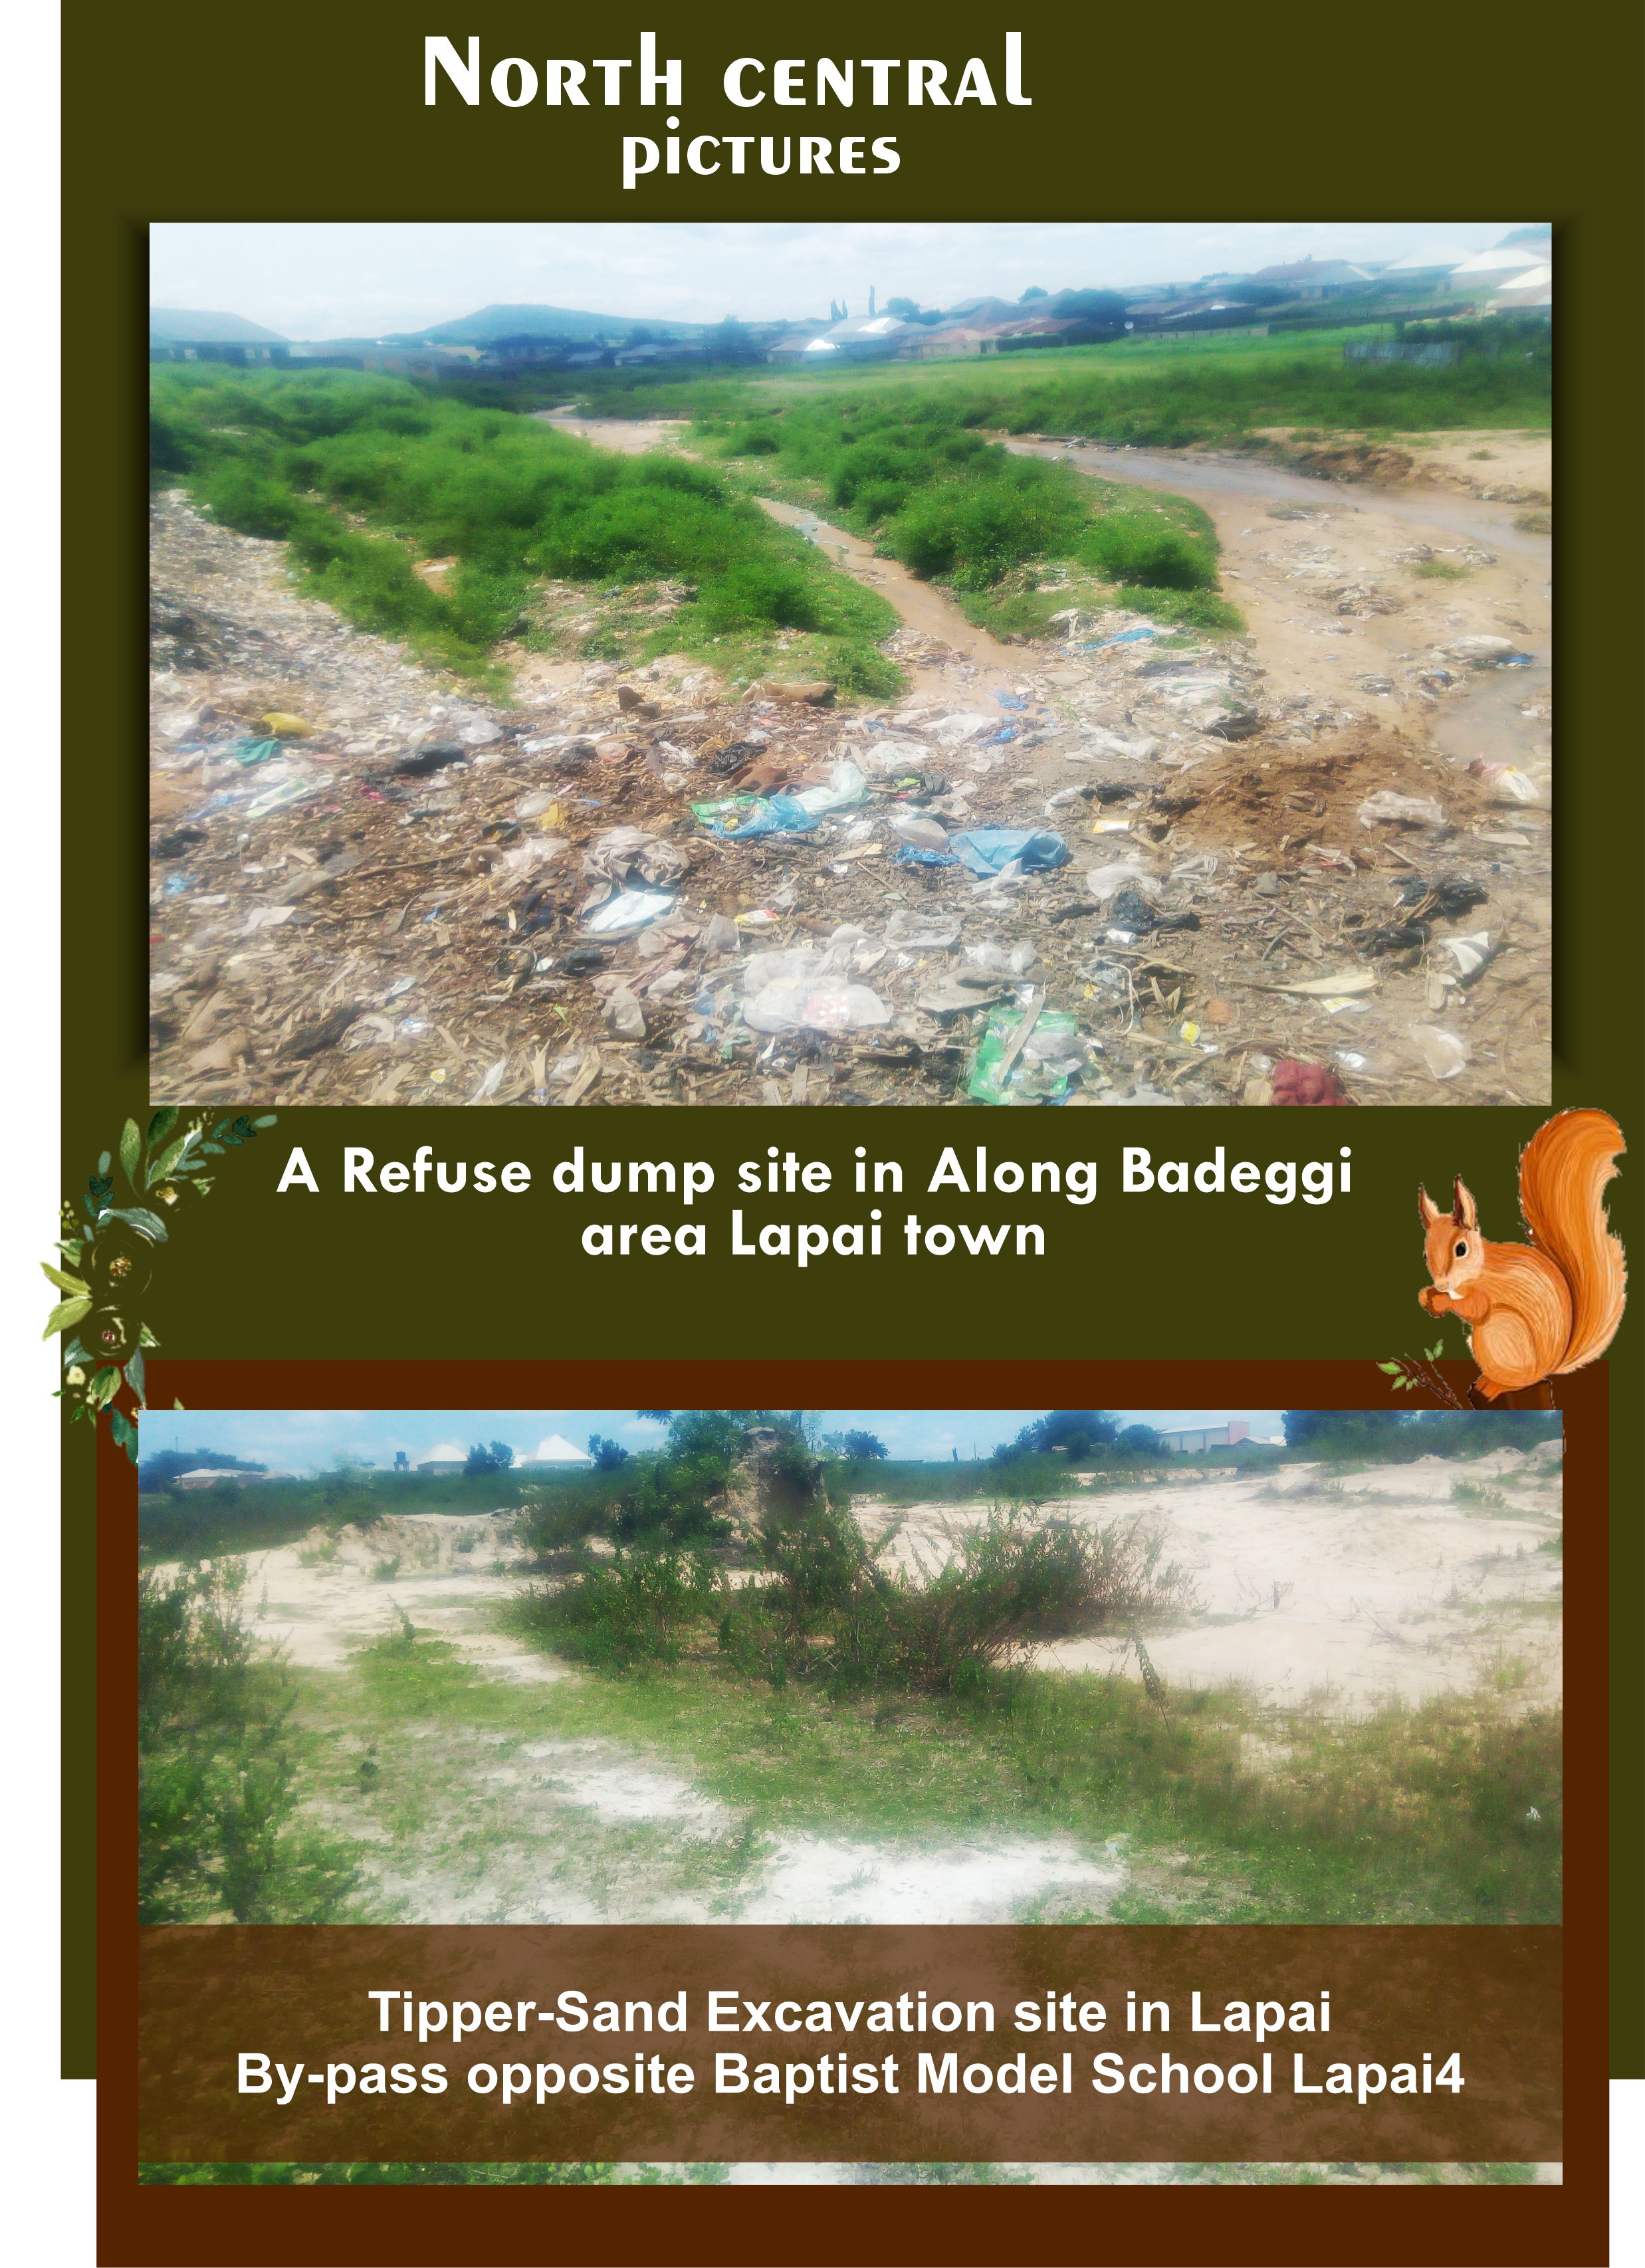 North central
pictures
A Refuse dump site in Along Badeggi
area Lapai town
Tipper-Sand Excavation site in Lapai
By-pass opposite Baptist Model School Lapai4